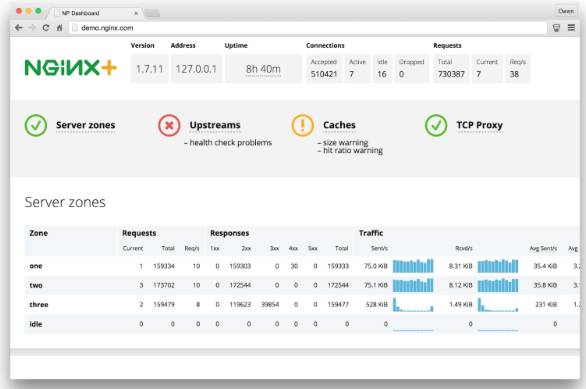 NP Dashboard
Owen
demo.nginx.com
NGiNX+
Version Address Uptime Connections Requests
Accepted Active Idle Dropped Total Current Req/s
1.7.11 127.0.0.1 8h 40m 510421 7 16 0 730387 7 38
Server zones Upstreams Caches TCP Proxy
– health check problems – size warning
– hit ratio warning
Server zones
Zone Requests Responses Traffic
Current Total Req/s 1xx 2xx 3xx 4xx 5xx Total Sent/s Rcvd/s Avg Sent/s Avg
one 1 159334 10 0 159303 0 30 0 159333 75.0 KiB 8.31 KiB 35.4 KiB 3.2
two 3 173702 10 0 172544 0 0 0 172544 75.1 KiB 8.12 KiB 35.8 KiB 3.
three 2 159479 8 0 119623 39854 0 0 159477 528 KiB 1.49 KiB 231 KiB 1.2
idle 0 0 0 0 0 0 0 0 0 0 0 0